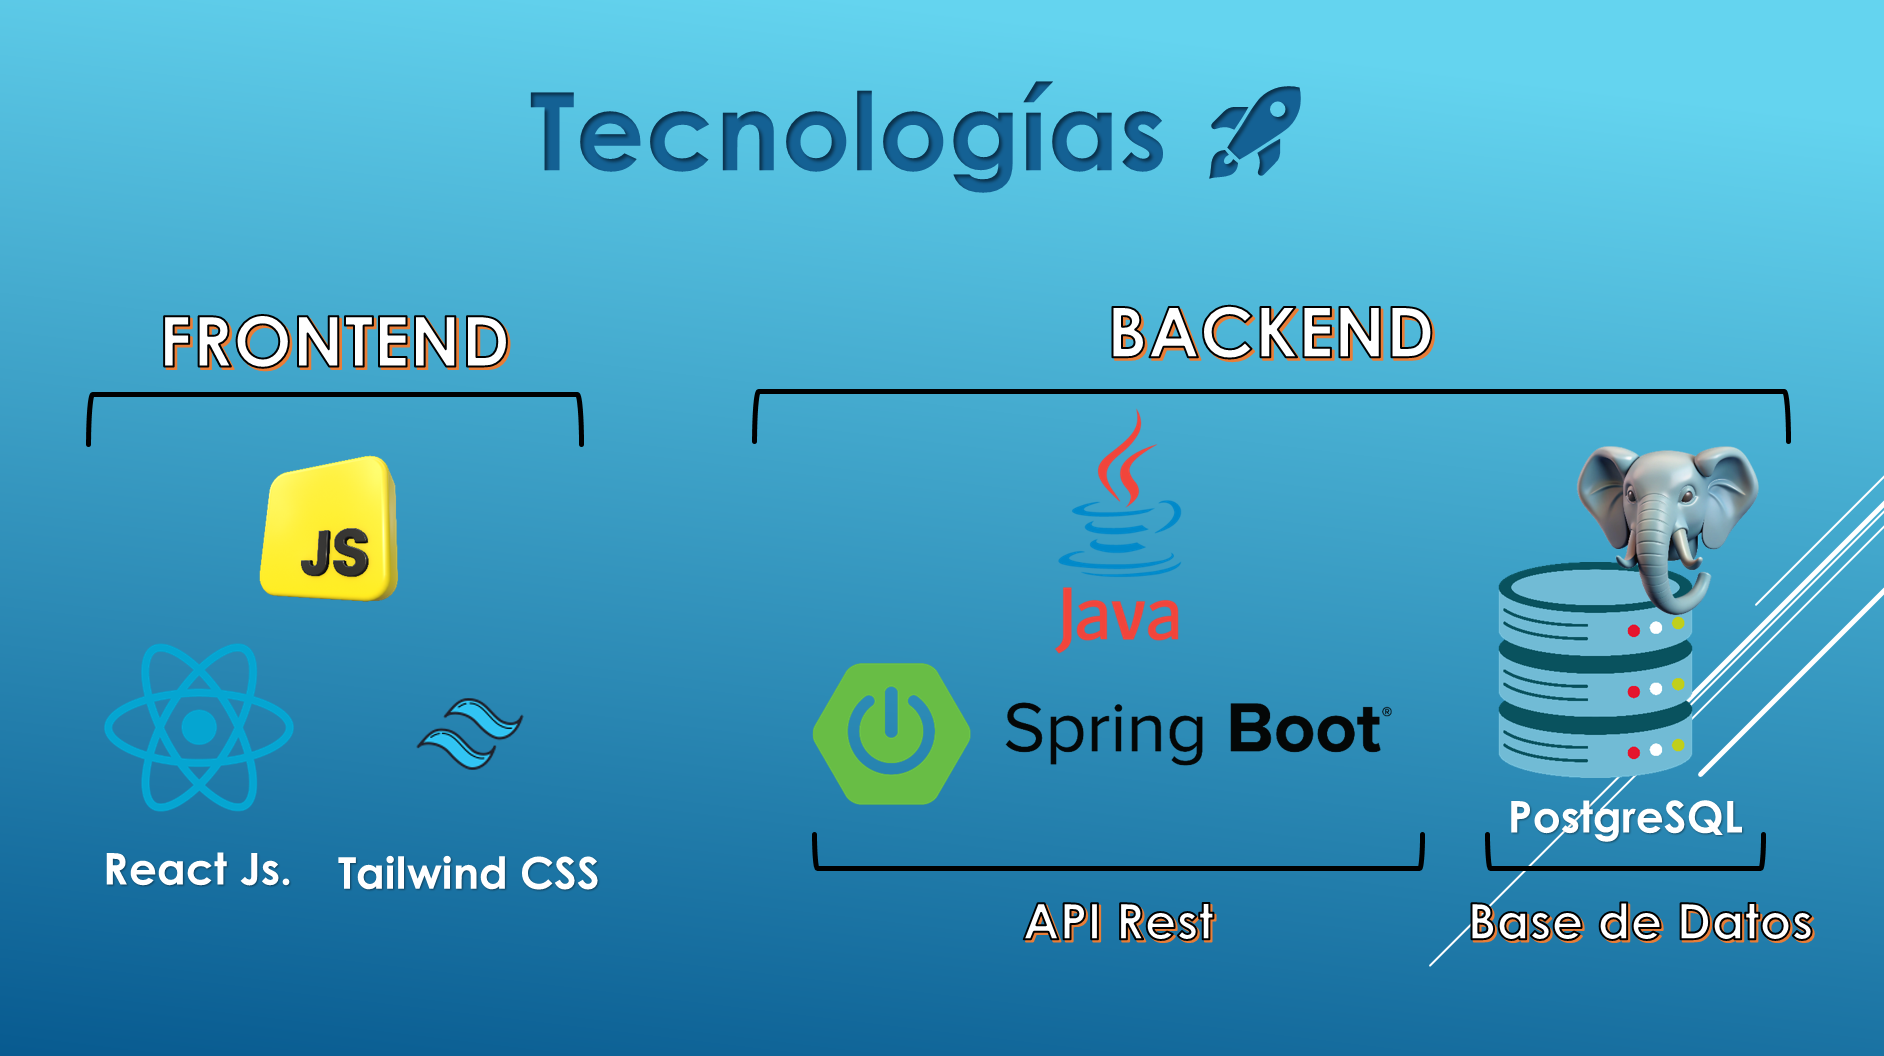 Tecnologías
FRONTEND
BACKEND
JS
Java
Spring Boot®
PostgreSQL
React Js.
Tailwind CSS
API Rest
Base de Datos